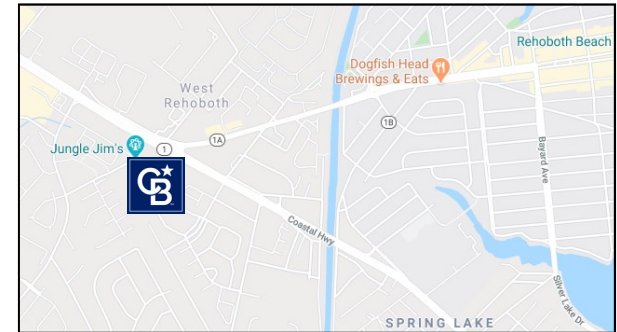 Rehoboth Beach
Dogfish Head
Brewings & Eats
West
Rehoboth
1B
1A
Jungle Jim's
1
Bayard Ave
CB
Coastal Hwy
Silver Lake Dr
SPRING LAKE